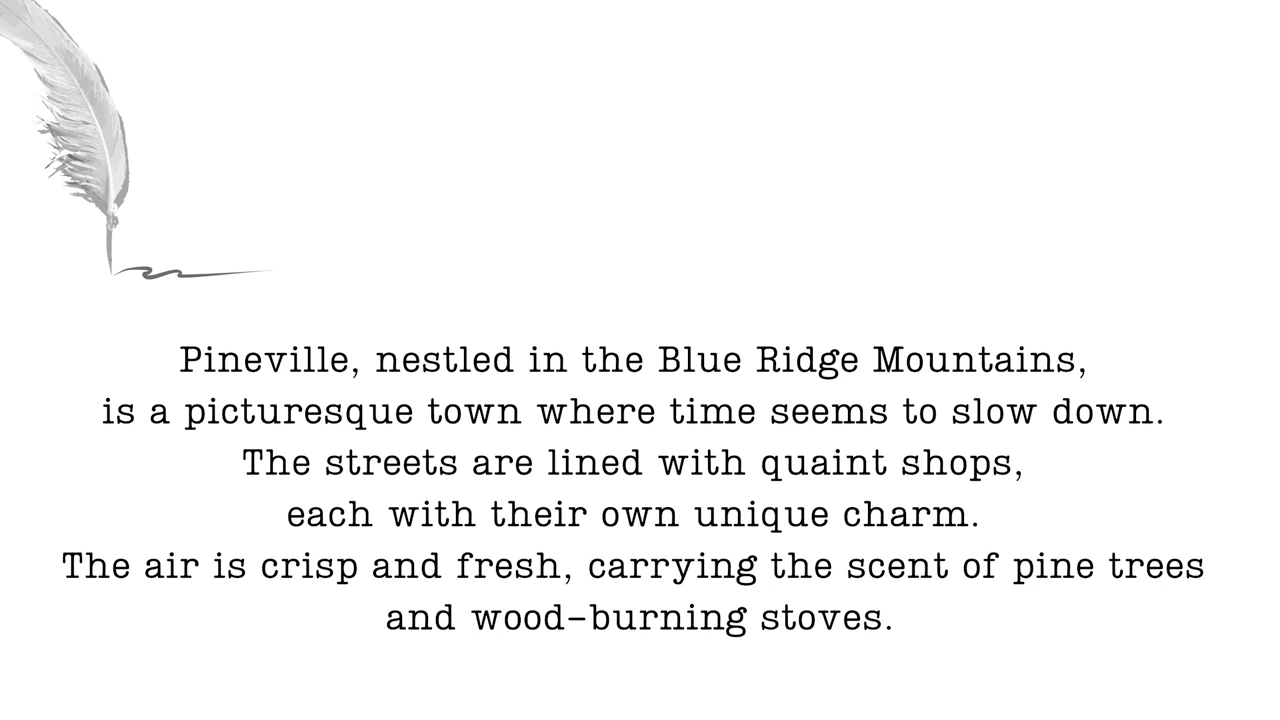 Pineville, nestled in the Blue Ridge Mountains,
is a picturesque town where time seems to slow down.
The streets are lined with quaint shops,
each with their own unique charm.
The air is crisp and fresh, carrying the scent of pine trees
and wood-burning stoves.